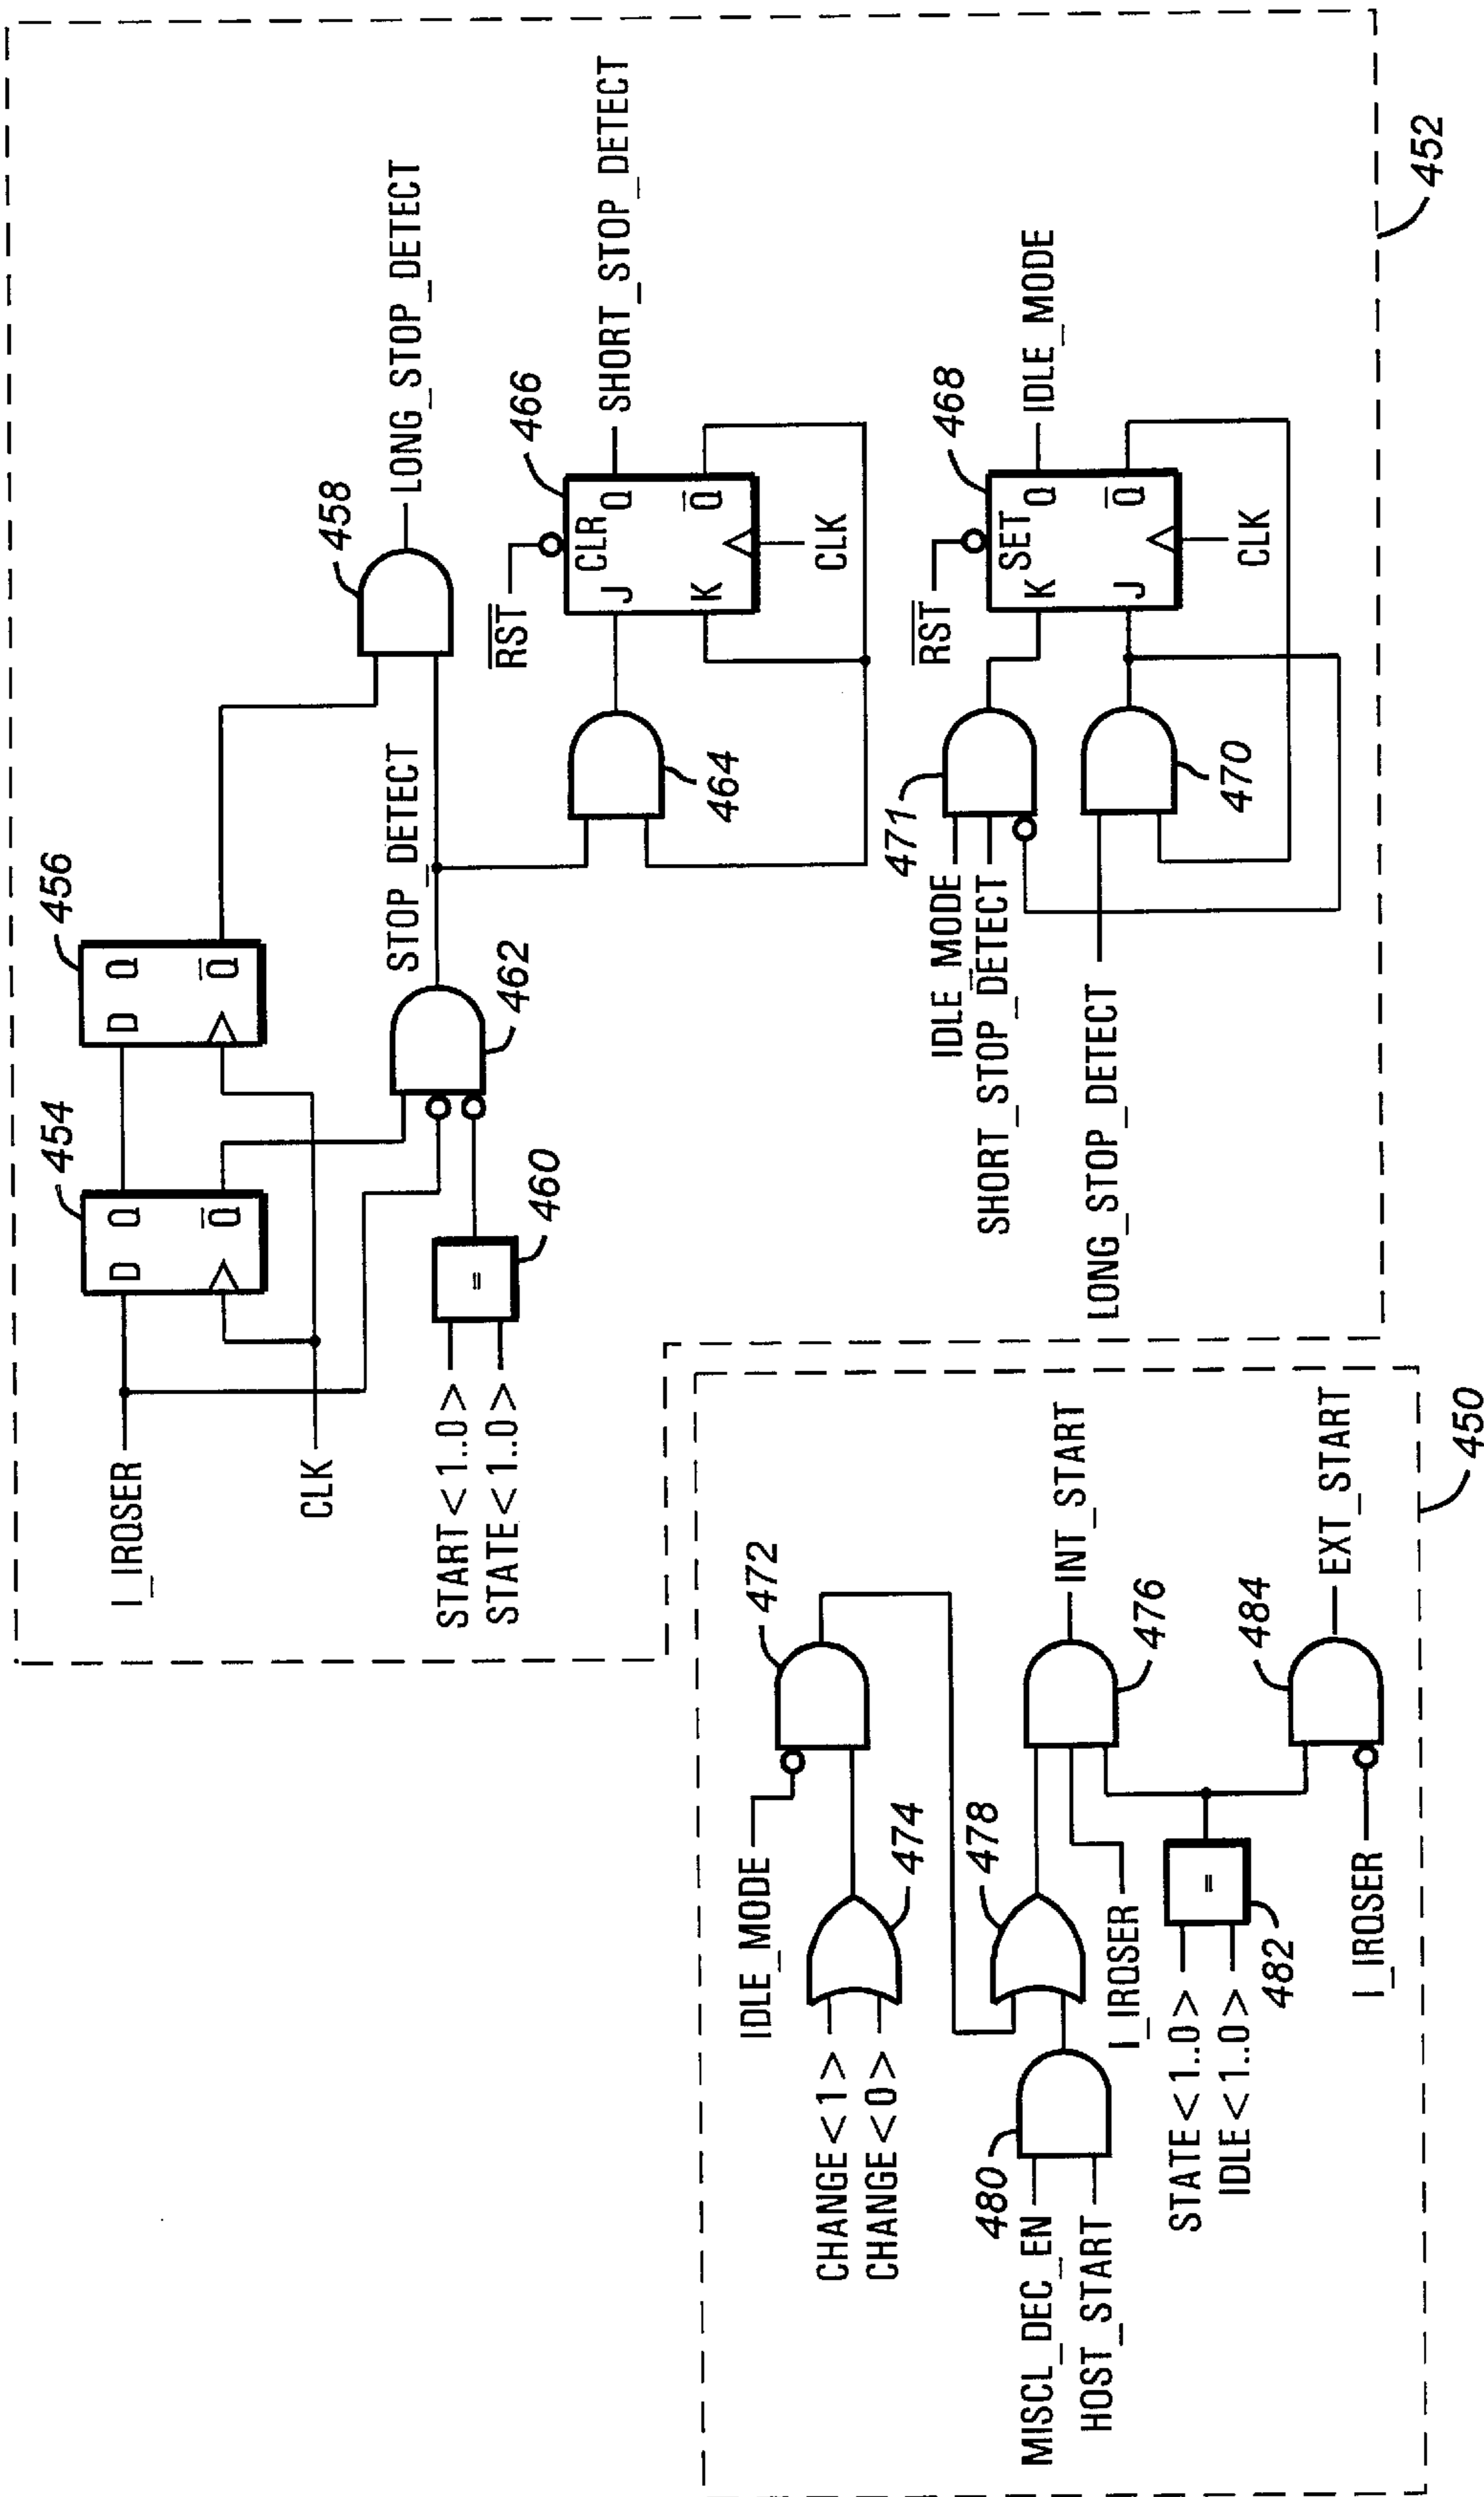 454
456
I_IRQSER
D Q
Q
D Q
Q
CLK
458
LONG_STOP_DETECT
STOP_DETECT
START<1..0>
STATE<1..0>
=
460
462
RST
466
CLR
J Q
K Q
SHORT_STOP_DETECT
CLK
464
471
RST
468
SET
K Q
J Q
IDLE_MODE
CLK
IDLE_MODE
SHORT_STOP_DETECT
LONG_STOP_DETECT
470
452
IDLE_MODE
472
CHANGE<1>
CHANGE<0>
474
480
478
MISCL_DEC_EN
HOST_START
I_IRQSER
476
INT_START
STATE<1..0>
IDLE<1..0>
=
482
484
EXT_START
I_IRQSER
450